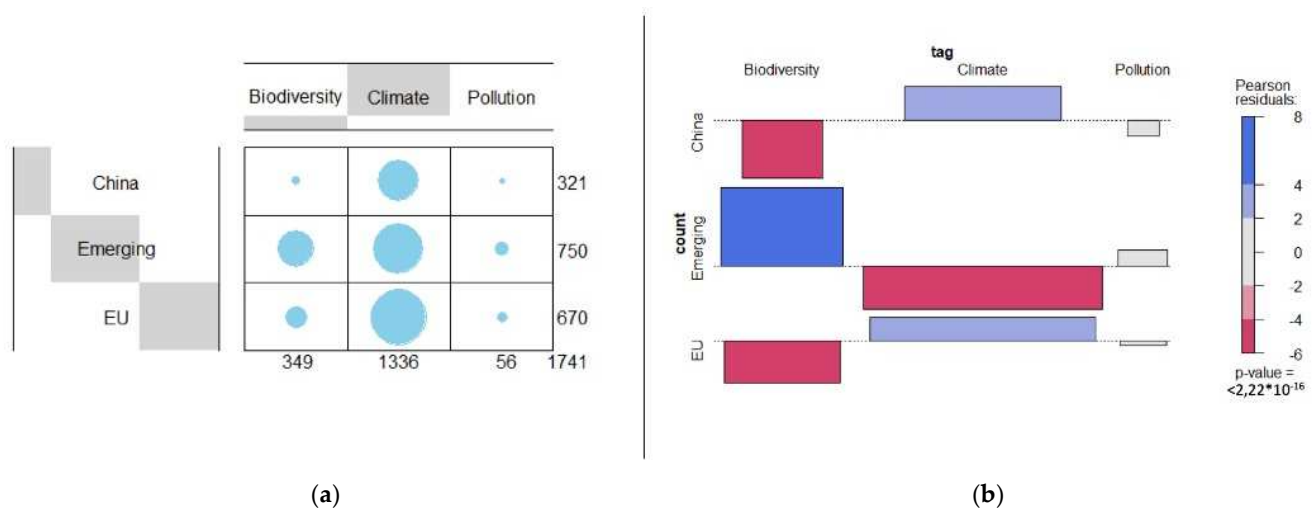 Biodiversity Climate Pollution
China 321
Emerging 750
EU 670
349 1336 56 1741
(a)
tag
Biodiversity Climate Pollution
count
China
Emerging
EU
Pearson
residuals:
8
4
2
0
-2
-4
-6
p-value =
<2,22*10⁻¹⁶
(b)